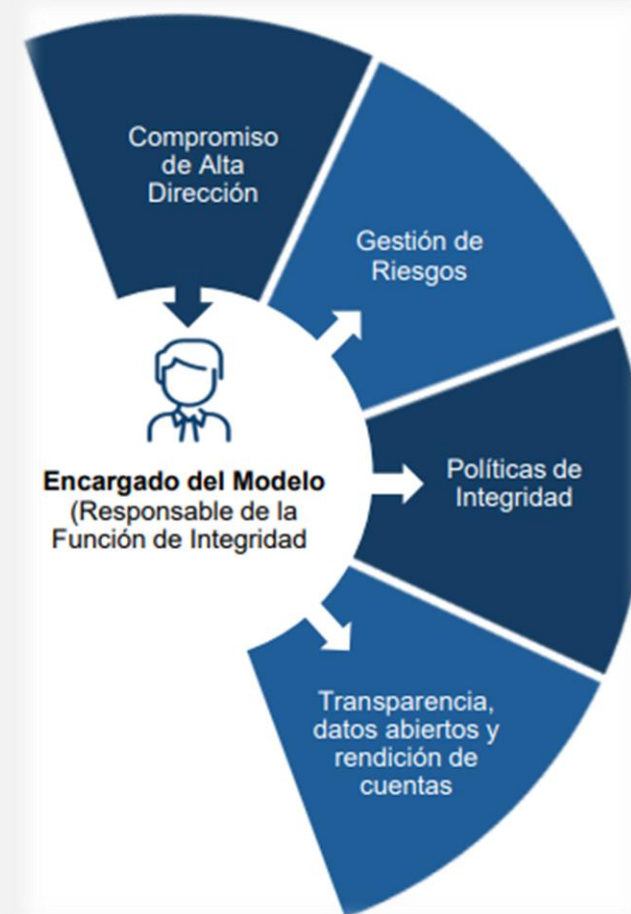 Compromiso
de Alta
Dirección
Gestión de
Riesgos
Políticas de
Integridad
Encargado del Modelo
(Responsable de la
Función de Integridad
Transparencia,
datos abiertos y
rendición de
cuentas